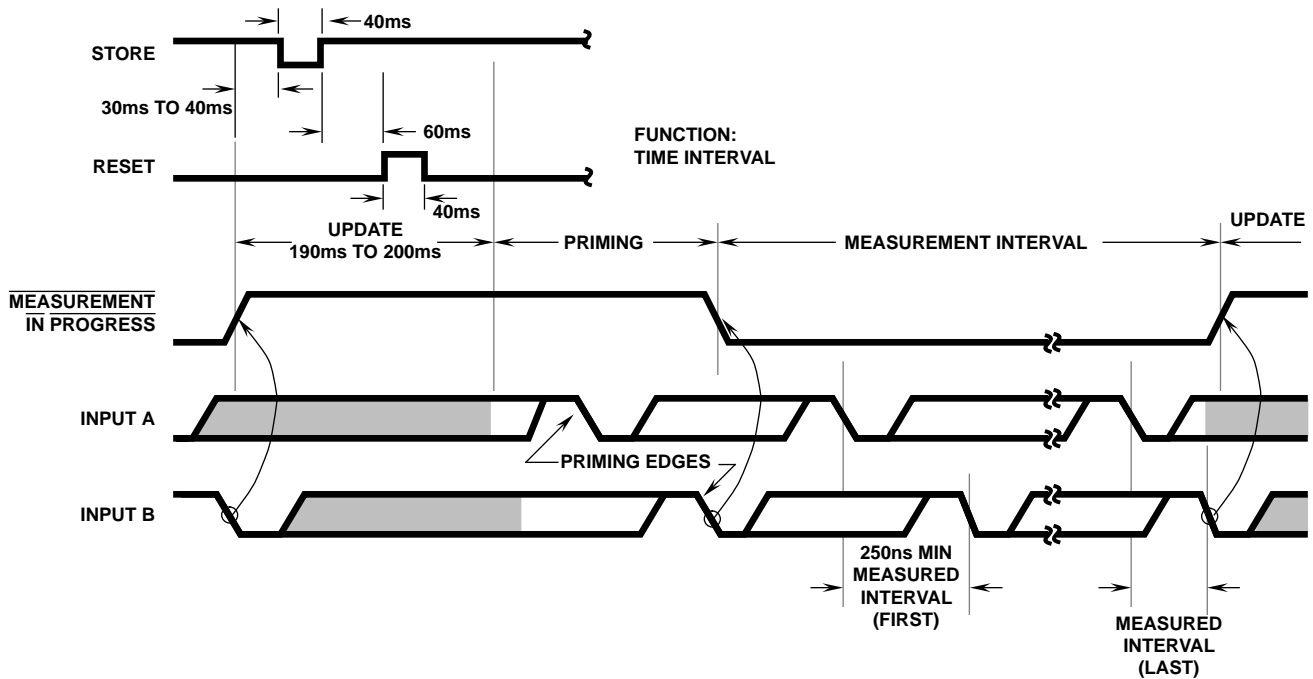 40ms
STORE
30ms TO 40ms
60ms
FUNCTION:
TIME INTERVAL
RESET
40ms
UPDATE
190ms TO 200ms
PRIMING
MEASUREMENT INTERVAL
UPDATE
MEASUREMENT
IN PROGRESS
INPUT A
PRIMING EDGES
INPUT B
250ns MIN
MEASURED
INTERVAL
(FIRST)
MEASURED
INTERVAL
(LAST)